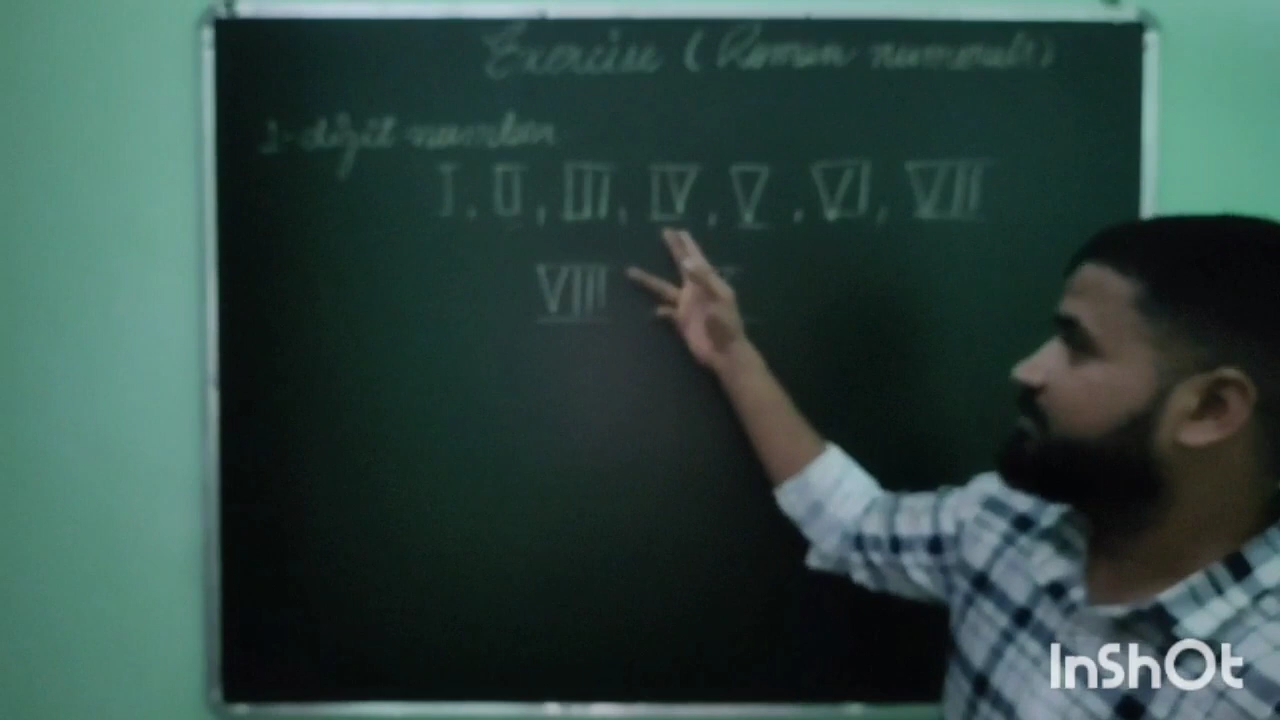 Exercise (Roman numerals)
1-digit number
I, II, III, IV, V, VI, VII
VIII
InShOt